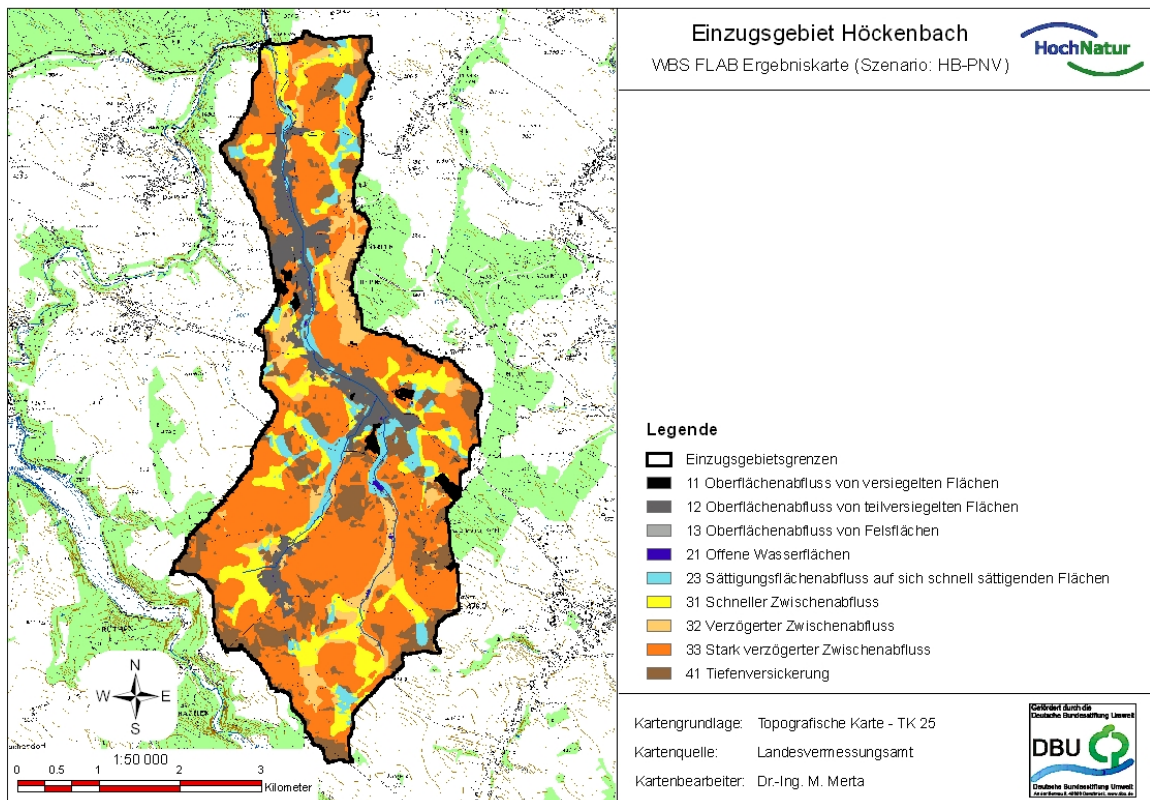 Einzugsgebiet Höckenbach
WBS FLAB Ergebniskarte (Szenario: HB-PNV)
HochNatur
Legende
Einzugsgebietsgrenzen
11 Oberflächenabfluss von versiegelten Flächen
12 Oberflächenabfluss von teilversiegelten Flächen
13 Oberflächenabfluss von Felsflächen
21 Offene Wasserflächen
23 Sättigungsflächenabfluss auf sich schnell sättigenden Flächen
31 Schneller Zwischenabfluss
32 Verzögerter Zwischenabfluss
33 Stark verzögerter Zwischenabfluss
41 Tiefenversickerung
N
W E
S
1:50 000
0 0.5 1 2 3
Kilometer
Kartengrundlage: Topografische Karte - TK 25
Kartenquelle: Landesvermessungsamt
Kartenbearbeiter: Dr.-Ing. M. Merta
Gefördert durch die
Deutsche Bundesstiftung Umwelt
DBU
Deutsche Bundesstiftung Umwelt